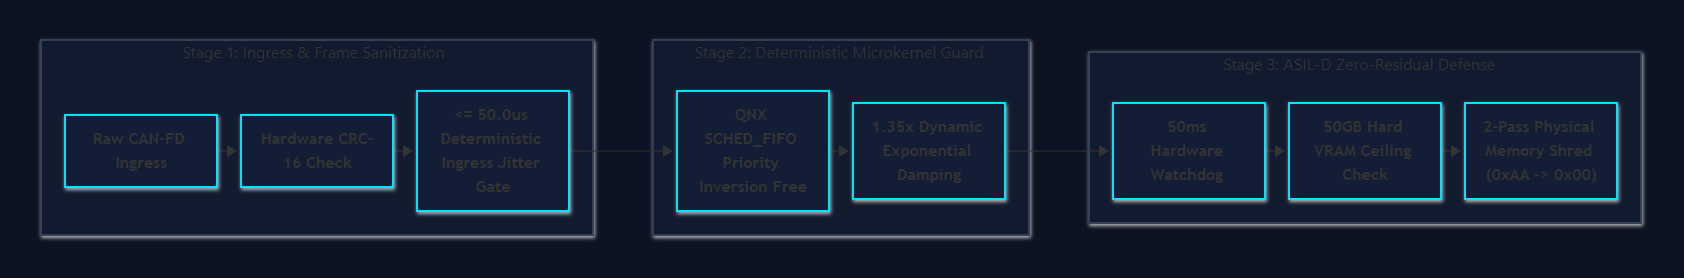 Stage 1: Ingress & Frame Sanitization
Raw CAN-FD
Ingress
Hardware CRC-
16 Check
<= 50.0us
Deterministic
Ingress Jitter
Gate
Stage 2: Deterministic Microkernel Guard
QNX
SCHED_FIFO
Priority
Inversion Free
1.35x Dynamic
Exponential
Damping
Stage 3: ASIL-D Zero-Residual Defense
50ms
Hardware
Watchdog
50GB Hard
VRAM Ceiling
Check
2-Pass Physical
Memory Shred
(0xAA -> 0x00)